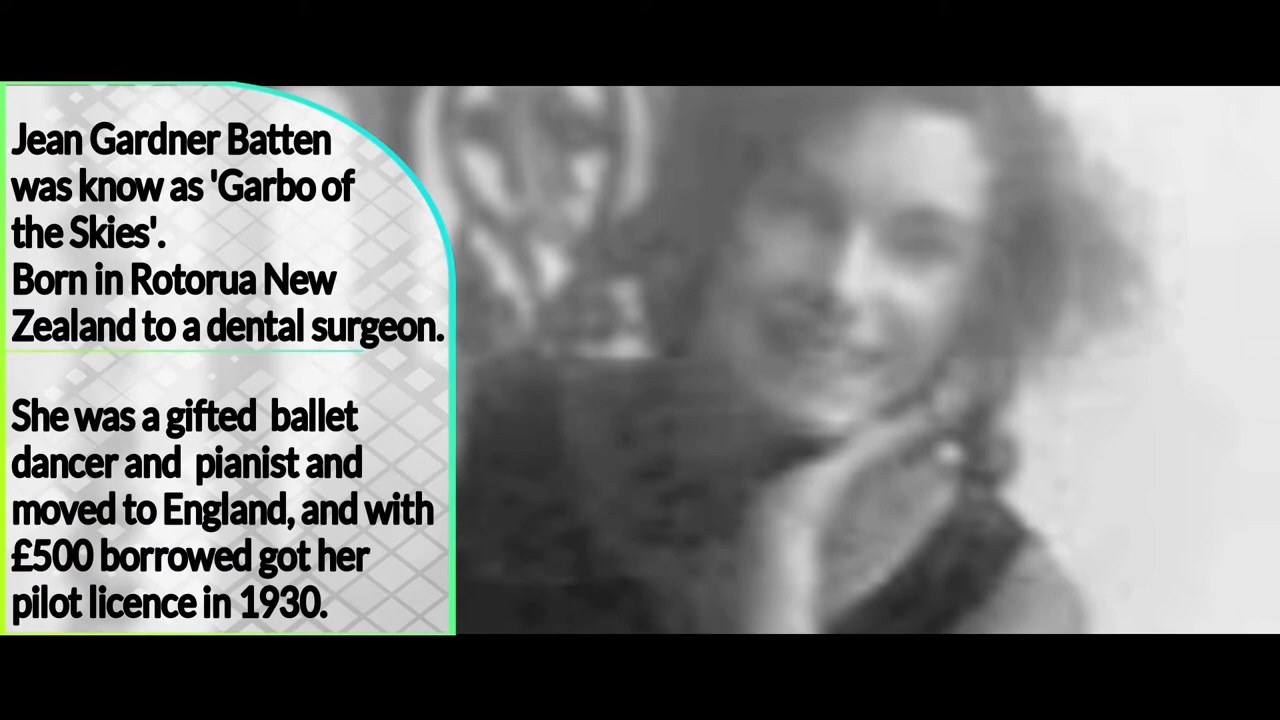 Jean Gardner Batten
was know as 'Garbo of
the Skies'.
Born in Rotorua New
Zealand to a dental surgeon.
She was a gifted  ballet
dancer and  pianist and
moved to England, and with
£500 borrowed got her
pilot licence in 1930.